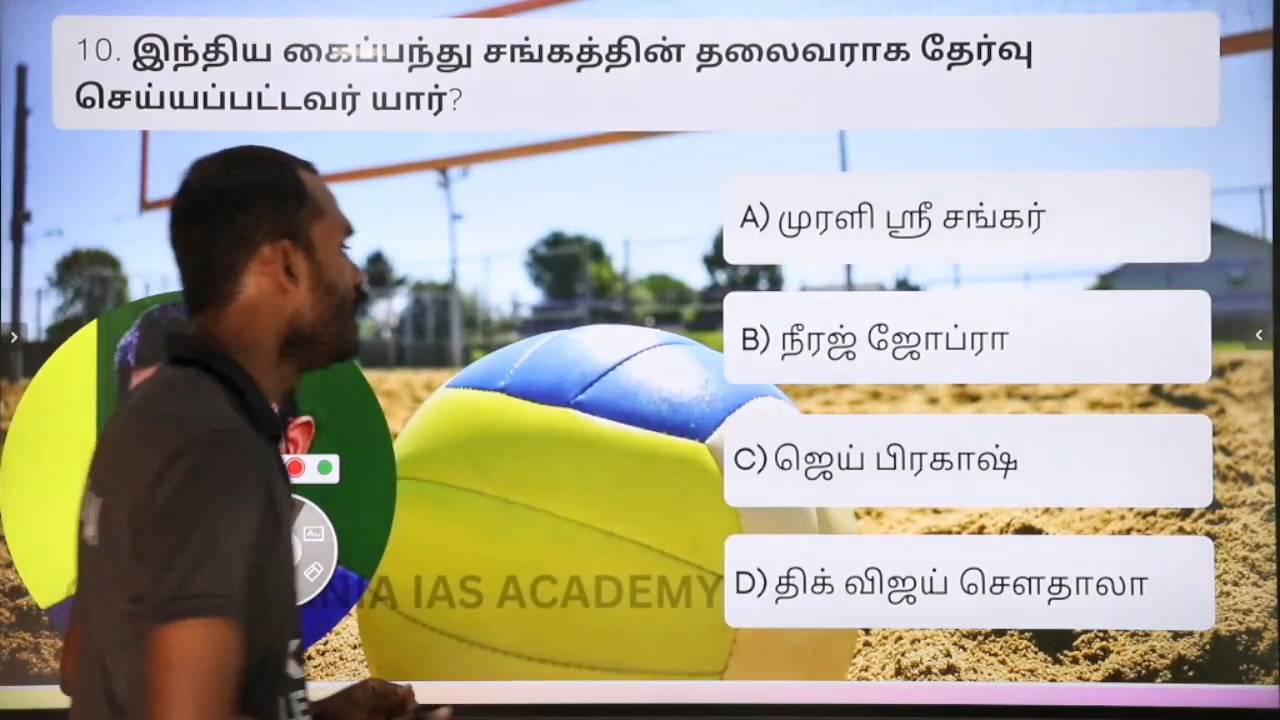 10. இந்திய கைப்பந்து சங்கத்தின் தலைவராக தேர்வு
செய்யப்பட்டவர் யார்?
A) முரளி ஸ்ரீ சங்கர்
B) நீரஜ் ஜோப்ரா
C) ஜெய் பிரகாஷ்
D) திக் விஜய் சௌதாலா
IAS ACADEMY